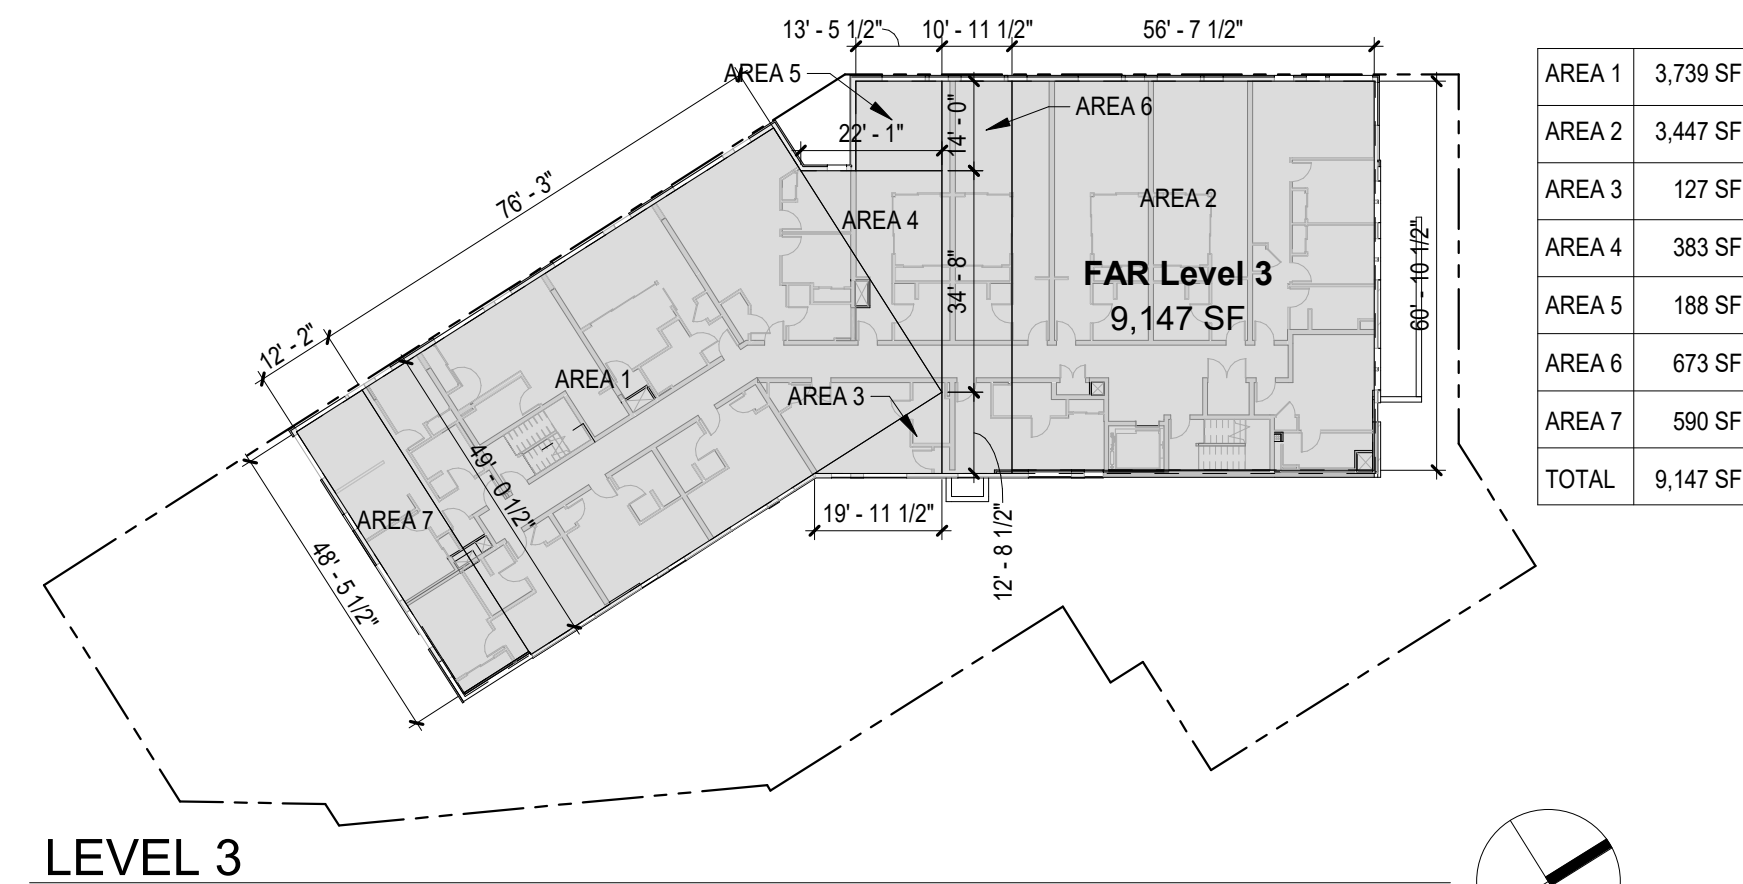 13' - 5 1/2" 10' - 11 1/2" 56' - 7 1/2"
AREA 5
AREA 6
14' - 0"
22' - 1"
76' - 3"
AREA 2
AREA 4
34' - 8"
FAR Level 3
9,147 SF
60' - 10 1/2"
12' - 2"
AREA 1
AREA 3
49' - 0 1/2"
AREA 7
19' - 11 1/2"
12' - 8 1/2"
48' - 5 1/2"
AREA 1 3,739 SF
AREA 2 3,447 SF
AREA 3 127 SF
AREA 4 383 SF
AREA 5 188 SF
AREA 6 673 SF
AREA 7 590 SF
TOTAL 9,147 SF
LEVEL 3